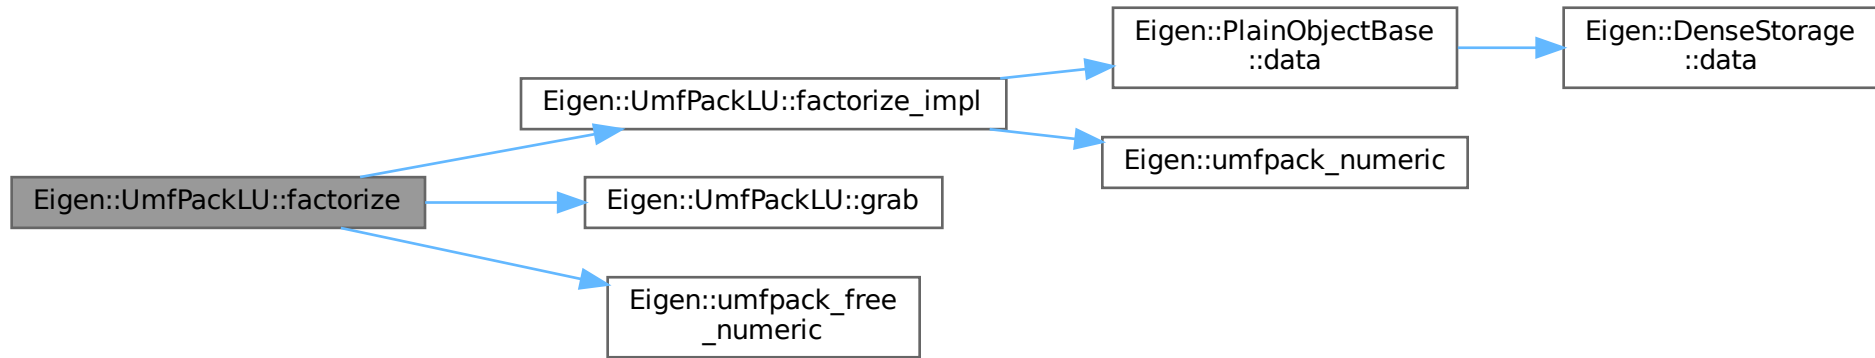 Eigen::UmfPackLU::factorize
Eigen::UmfPackLU::factorize_impl
Eigen::PlainObjectBase
::data
Eigen::DenseStorage
::data
Eigen::umfpack_numeric
Eigen::UmfPackLU::grab
Eigen::umfpack_free
_numeric